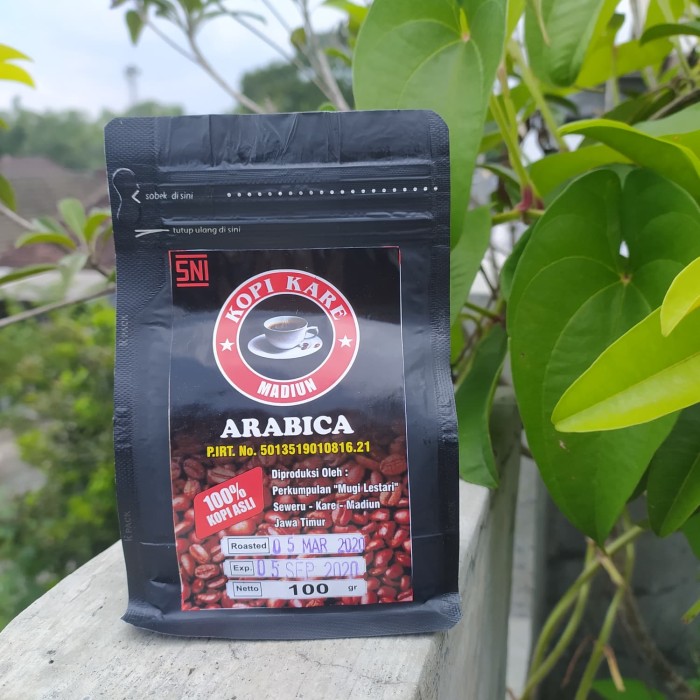 sobek di sini
tutup ulang di sini
SNI
KOPI KARE
MADIUN
ARABICA
P.IRT. No. 5013519010816.21
100%
KOPI ASLI
Diproduksi Oleh :
Perkumpulan "Mugi Lestari"
Seweru - Kare - Madiun
Jawa Timur
Roasted 05 MAR 2020
Exp. 05 SEP 2020
Netto 100 gr